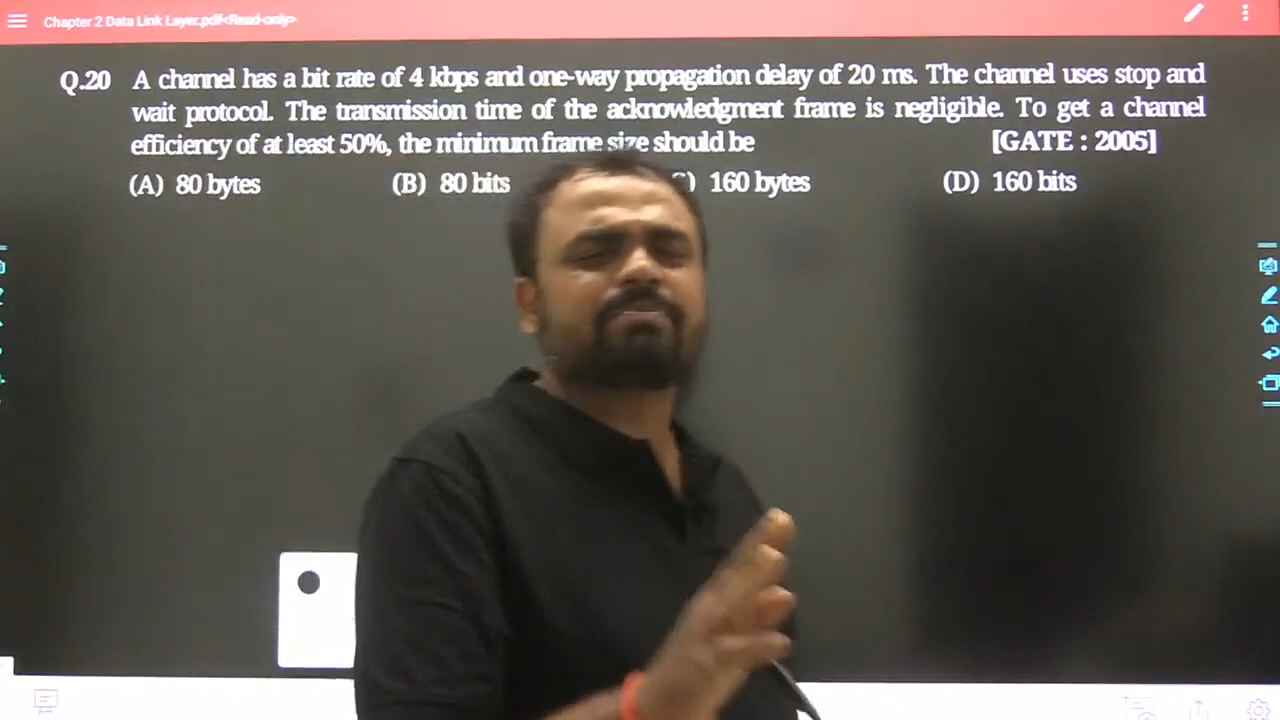 Chapter 2 Data Link Layer.pdf<Read-only>
Q.20 A channel has a bit rate of 4 kbps and one-way propagation delay of 20 ms. The channel uses stop and
wait protocol. The transmission time of the acknowledgment frame is negligible. To get a channel
efficiency of at least 50%, the minimum frame size should be [GATE : 2005]
(A) 80 bytes (B) 80 bits ) 160 bytes (D) 160 bits